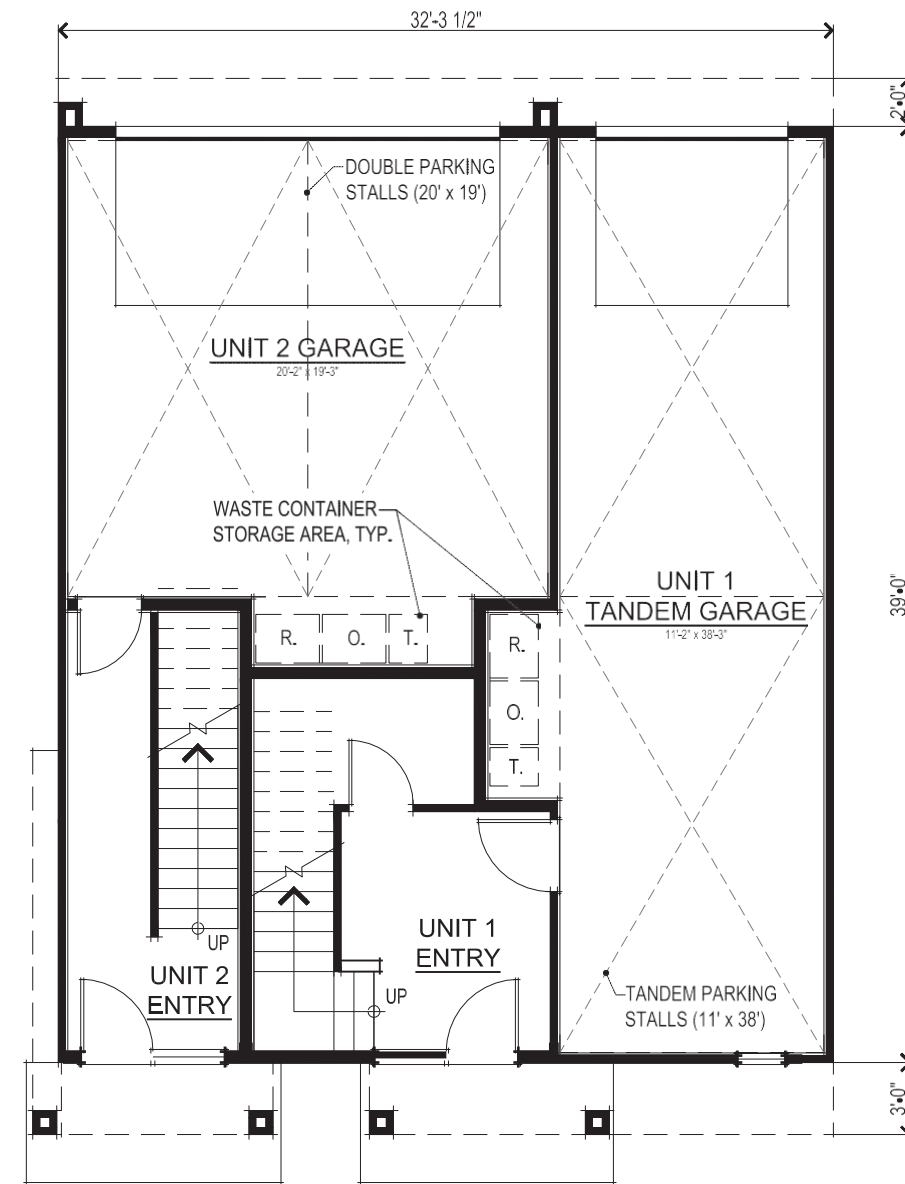 32'-3 1/2"
2'-0"
DOUBLE PARKING
STALLS (20' x 19')
UNIT 2 GARAGE
20'-2" x 19'-3"
WASTE CONTAINER
STORAGE AREA, TYP.
UNIT 1
TANDEM GARAGE
11'-2" x 38'-3"
39'-0"
R.
O.
T.
R.
O.
T.
UP
UNIT 2
ENTRY
UNIT 1
ENTRY
UP
TANDEM PARKING
STALLS (11' x 38')
3'-0"